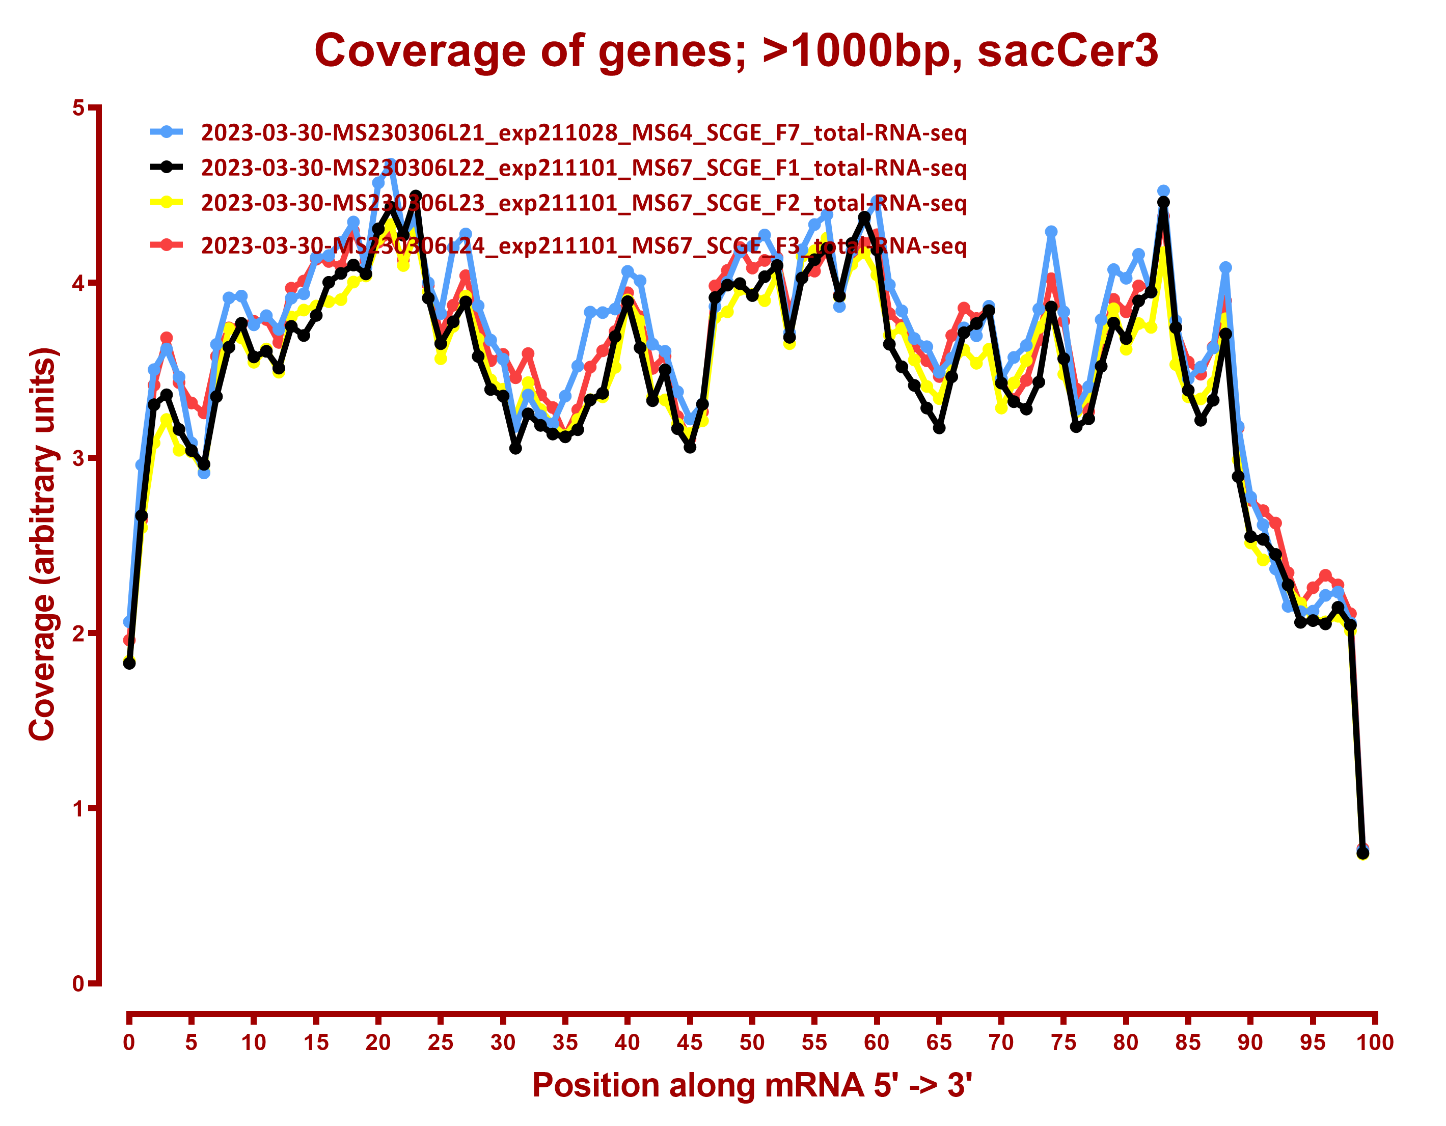 Coverage of genes; >1000bp, sacCer3
5
2023-03-30-MS230306L21_exp211028_MS64_SCGE_F7_total-RNA-seq
2023-03-30-MS230306L22_exp211101_MS67_SCGE_F1_total-RNA-seq
2023-03-30-MS230306L23_exp211101_MS67_SCGE_F2_total-RNA-seq
2023-03-30-MS230306L24_exp211101_MS67_SCGE_F3_total-RNA-seq
4
3
2
1
0
Coverage (arbitrary units)
0 5 10 15 20 25 30 35 40 45 50 55 60 65 70 75 80 85 90 95 100
Position along mRNA 5' -> 3'